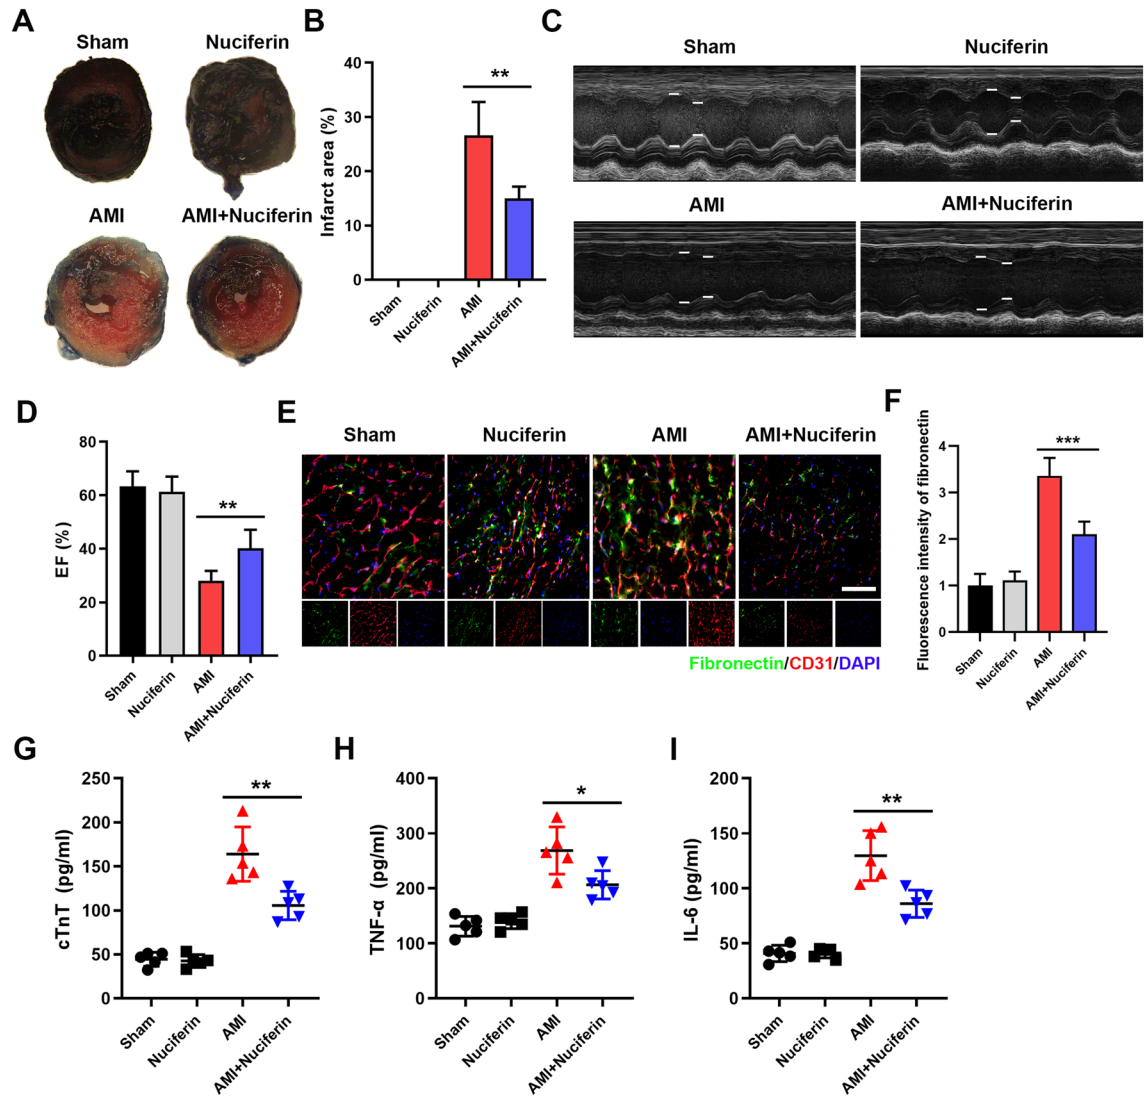 A
Sham
Nuciferin
AMI
AMI+Nuciferin
B
Infarct area (%)
40
30
20
10
0
**
Sham
Nuciferin
AMI
AMI+Nuciferin
C
Sham
Nuciferin
AMI
AMI+Nuciferin
D
EF (%)
80
60
40
20
0
**
Sham
Nuciferin
AMI
AMI+Nuciferin
E
Sham
Nuciferin
AMI
AMI+Nuciferin
Fibronectin/CD31/DAPI
F
Fluorescence intensity of fibronectin
4
3
2
1
0
***
Sham
Nuciferin
AMI
AMI+Nuciferin
G
cTnT (pg/ml)
250
200
150
100
50
0
**
Sham
Nuciferin
AMI
AMI+Nuciferin
H
TNF-α (pg/ml)
400
300
200
100
0
*
Sham
Nuciferin
AMI
AMI+Nuciferin
I
IL-6 (pg/ml)
200
150
100
50
0
**
Sham
Nuciferin
AMI
AMI+Nuciferin